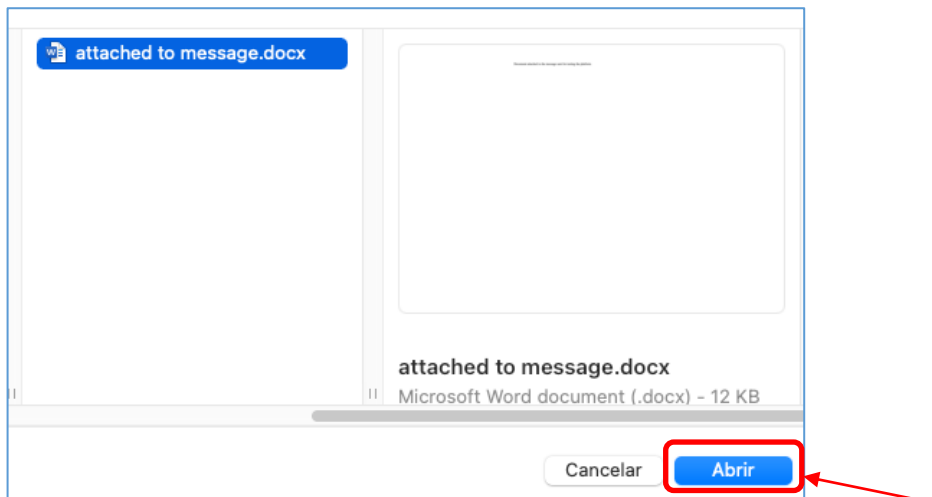 attached to message.docx
attached to message.docx
Microsoft Word document (.docx) - 12 KB
Cancelar
Abrir